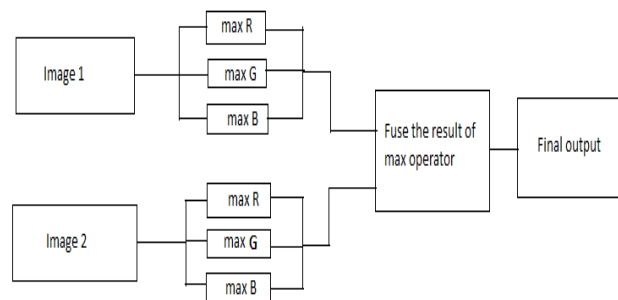 Image 1
max R
max G
max B
Fuse the result of
max operator
Final output
Image 2
max R
max G
max B